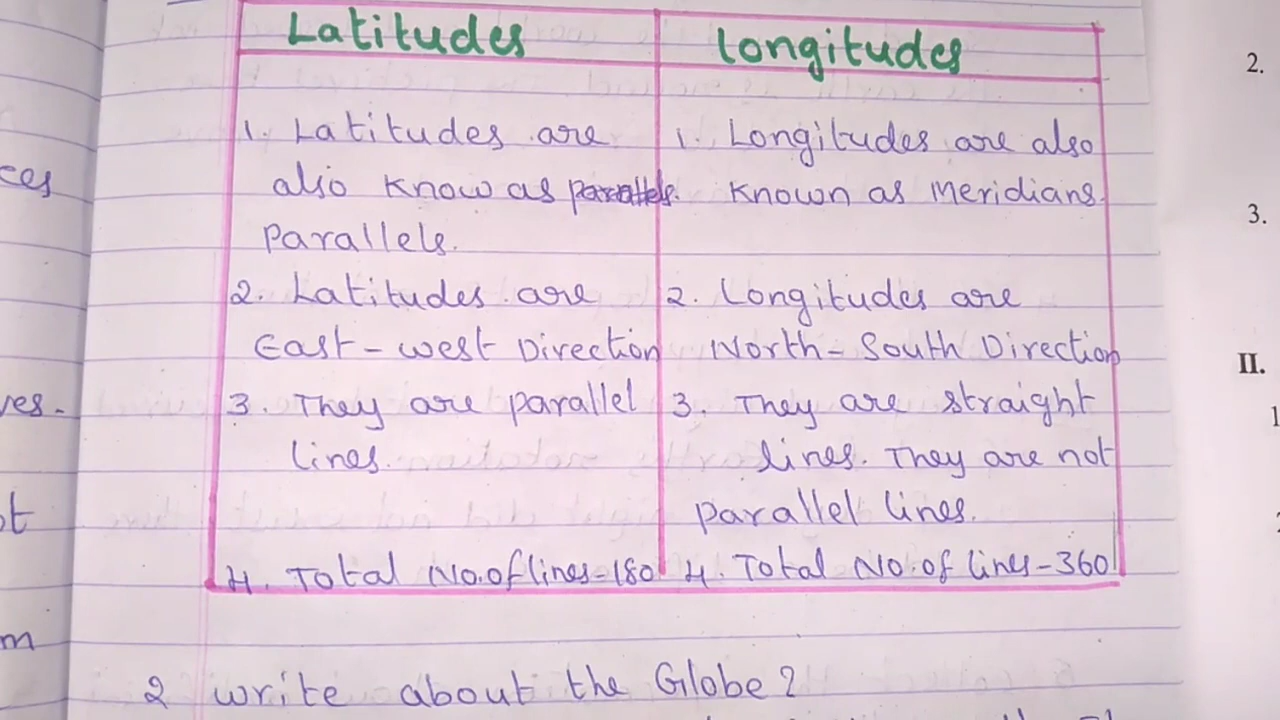 Latitudes
longitudes
1. Latitudes are
also Know as parallels.
parallels.
2. Latitudes are
East-west Direction
3. They are parallel
lines.
4. Total No.of lines-180
1. Longitudes are also
Known as Meridians.
2. Longitudes are
North-South Direction
3. They are straight
lines. They are not
parallel lines.
4. Total No.of lines-360
2 write about the Globe?
ces
ves.
m
2.
3.
II.
1